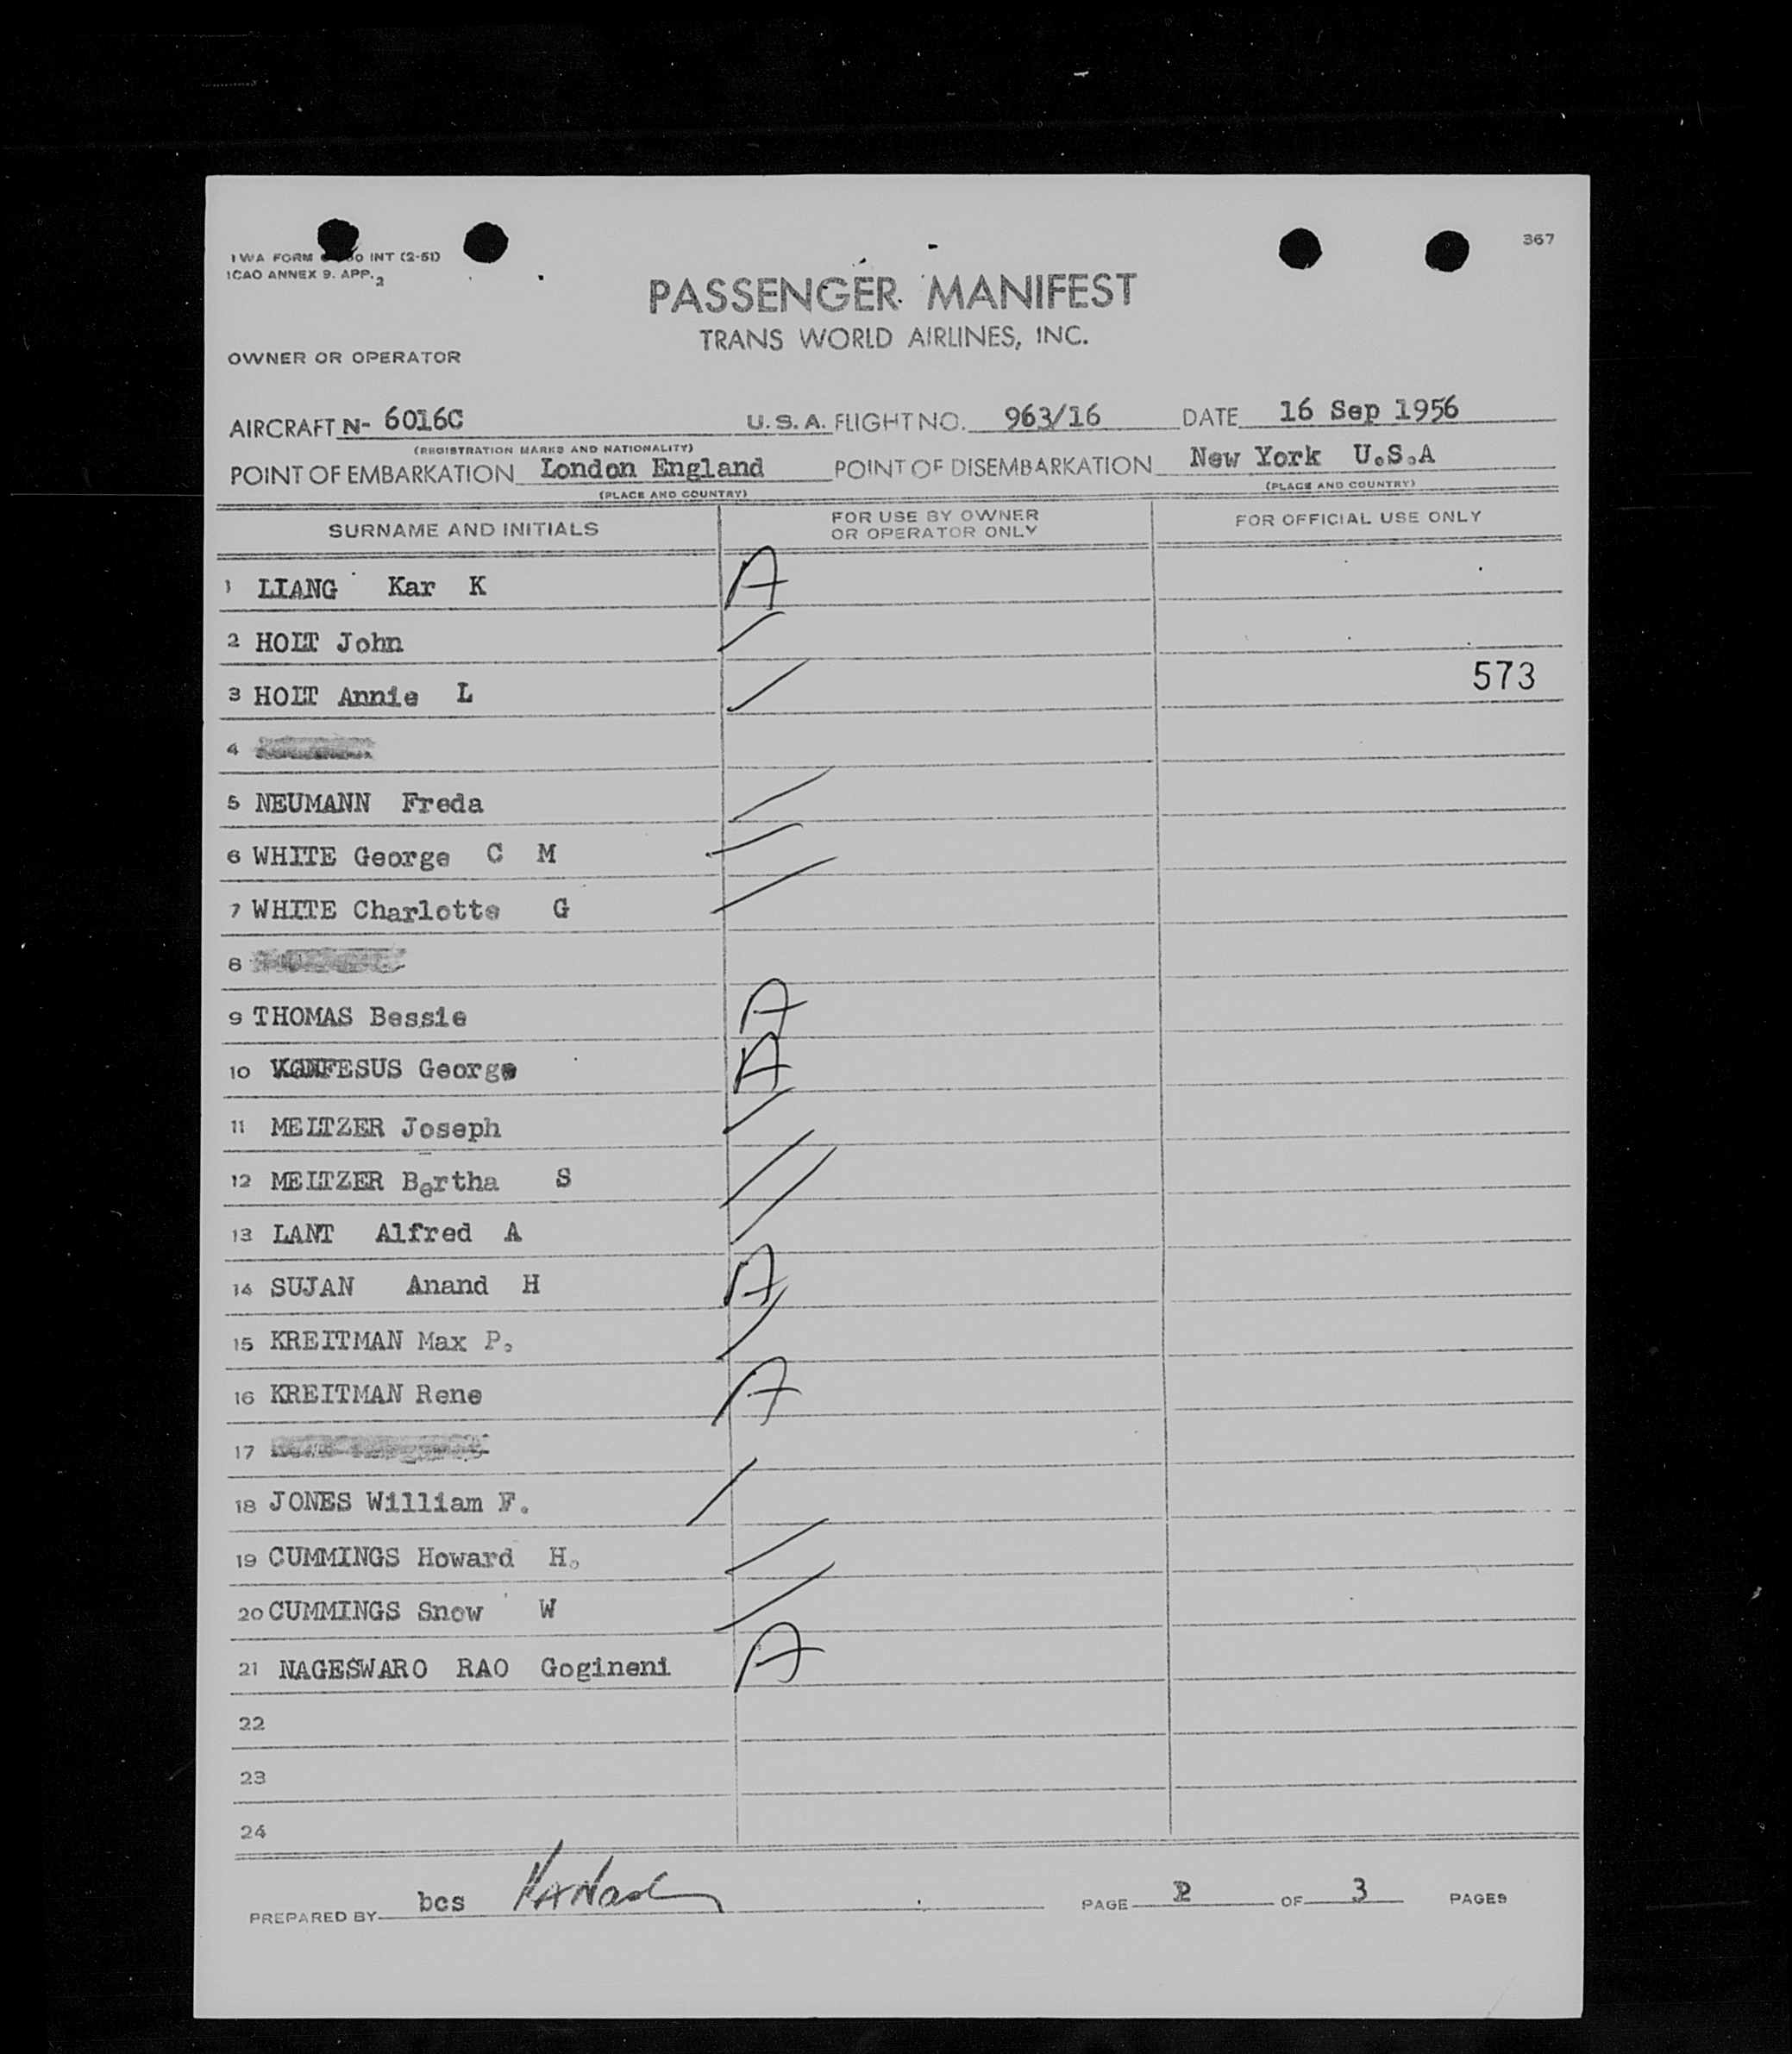 367
TWA FORM INT (2-51)
ICAO ANNEX 9. APP. 2
PASSENGER MANIFEST
TRANS WORLD AIRLINES, INC.
OWNER OR OPERATOR
AIRCRAFT N- 6016C U.S.A. FLIGHT NO. 963/16 DATE 16 Sep 1956
(REGISTRATION MARKS AND NATIONALITY)
POINT OF EMBARKATION London England POINT OF DISEMBARKATION New York U.S.A
(PLACE AND COUNTRY) (PLACE AND COUNTRY)
SURNAME AND INITIALS FOR USE BY OWNER OR OPERATOR ONLY FOR OFFICIAL USE ONLY
1 LIANG Kar K A
2 HOLT John
3 HOLT Annie L 573
4
5 NEUMANN Freda
6 WHITE George C M
7 WHITE Charlotte G
8
9 THOMAS Bessie A
10 George A
11 MELTZER Joseph
12 MELTZER Bertha S
13 LANT Alfred A
14 SUJAN Anand H A
15 KREITMAN Max P.
16 KREITMAN Rene A
17
18 JONES William F.
19 CUMMINGS Howard H.
20 CUMMINGS Snow W
21 NAGESWARO RAO Gogineni A
22
23
24
PREPARED BY bcs PAGE 2 OF 3 PAGES